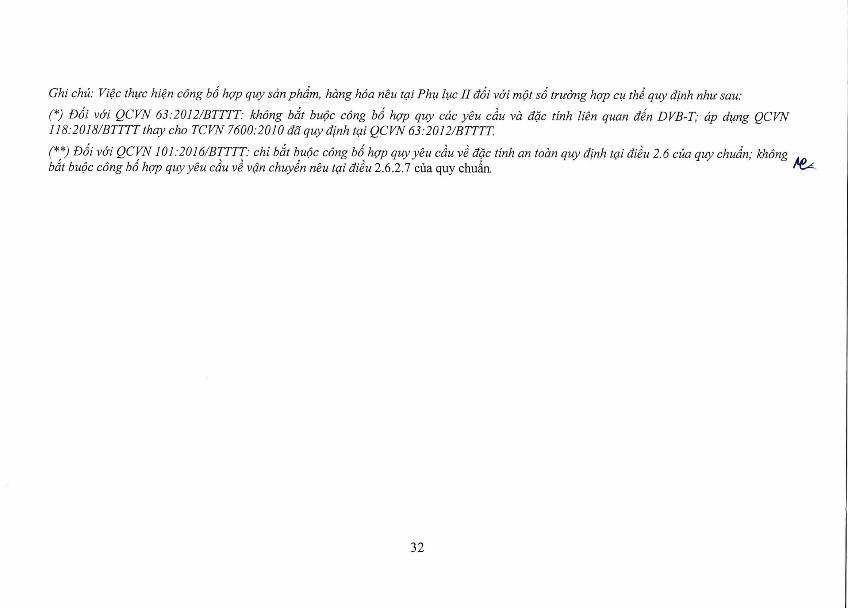 Ghi chú: Việc thực hiện công bố hợp quy sản phẩm, hàng hóa nêu tại Phụ lục II đối với một số trường hợp cụ thể quy định như sau:
(*) Đối với QCVN 63:2012/BTTTT: không bắt buộc công bố hợp quy các yêu cầu và đặc tính liên quan đến DVB-T; áp dụng QCVN
118:2018/BTTTT thay cho TCVN 7600:2010 đã quy định tại QCVN 63:2012/BTTTT.
(**) Đối với QCVN 101:2016/BTTTT: chỉ bắt buộc công bố hợp quy yêu cầu về đặc tính an toàn quy định tại điều 2.6 của quy chuẩn; không
bắt buộc công bố hợp quy yêu cầu về vận chuyển nêu tại điều 2.6.2.7 của quy chuẩn.
32